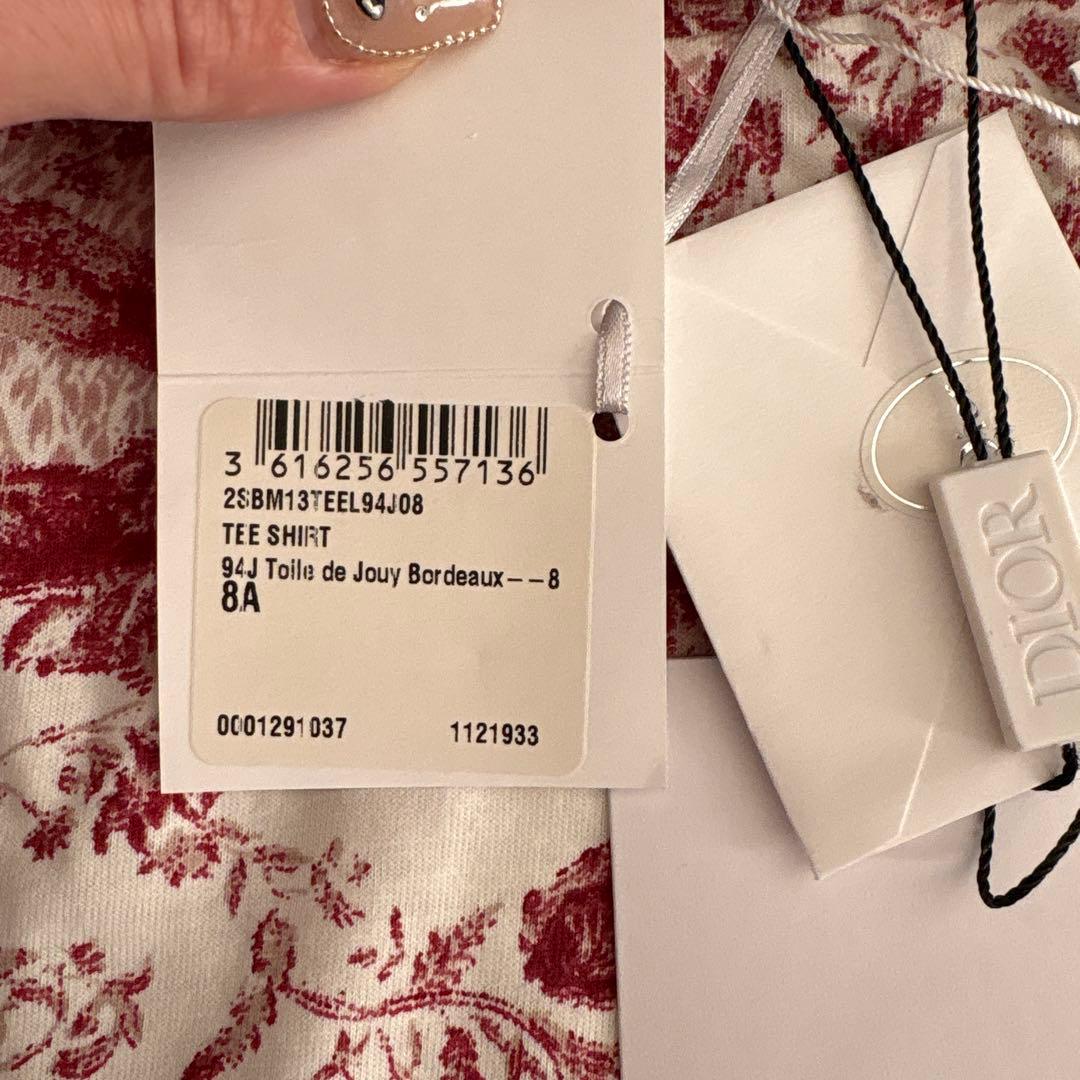 3 616256 557136
2SBM13TEEL94J08
TEE SHIRT
94J Toile de Jouy Bordeaux--8
8A
0001291037 1121933
DIOR